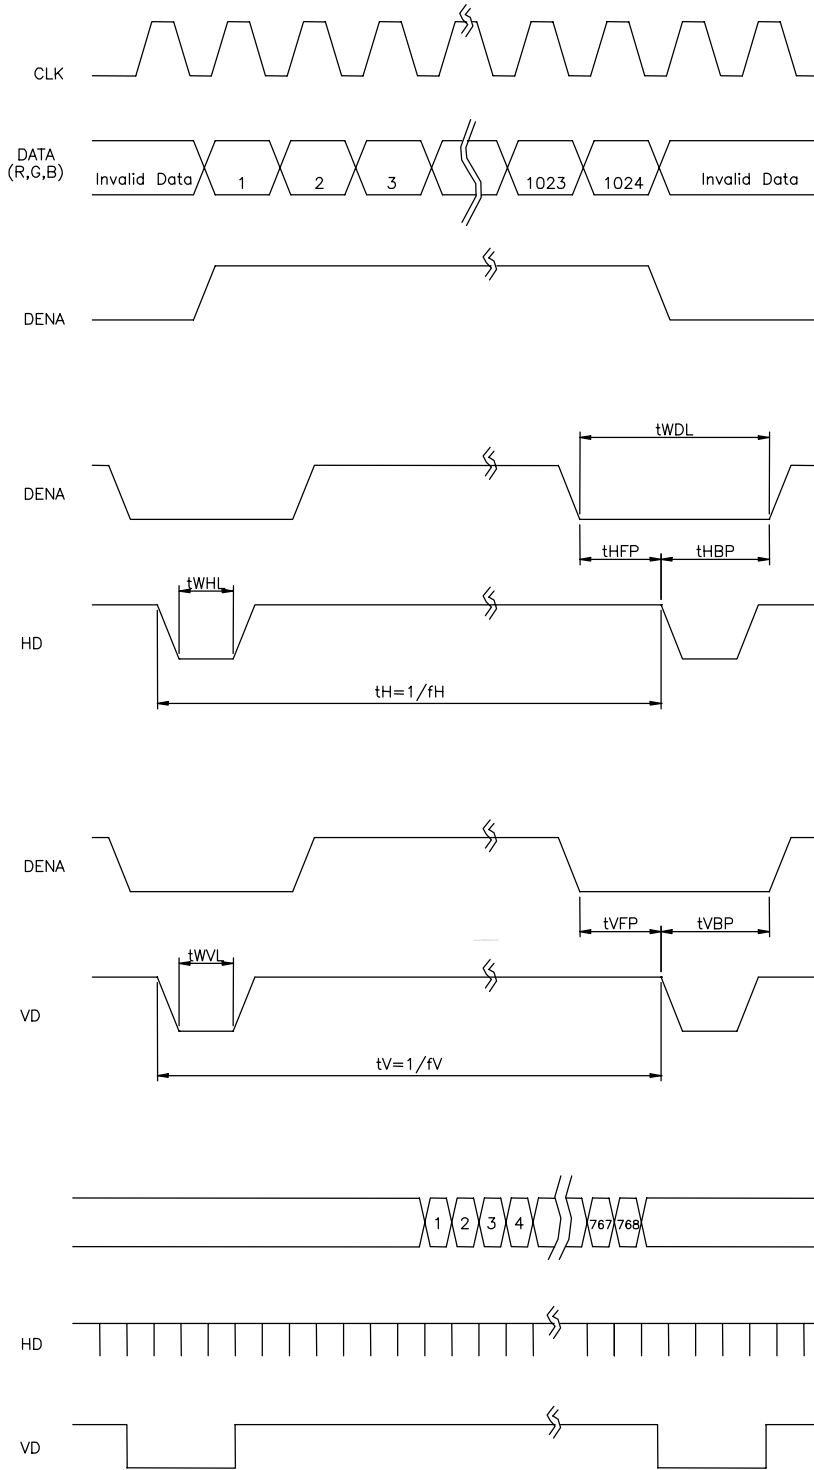 CLK
DATA
(R,G,B)
Invalid Data 1 2 3 1023 1024 Invalid Data
DENA
tWDL
DENA
tHFP tHBP
tWHL
HD
tH=1/fH
DENA
tVFP tVBP
tWVL
VD
tV=1/fV
1 2 3 4 767 768
HD
VD